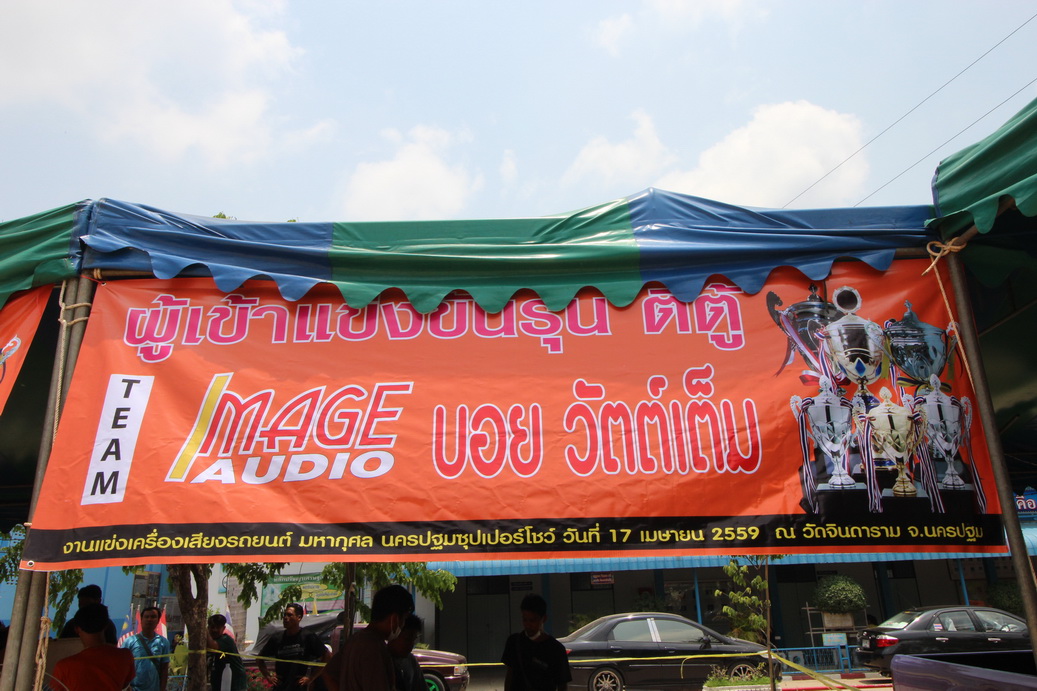 ผู้เข้าแข่งขันรุ่น ตู้ตู้
TEAM
IMAGE
AUDIO
บอย วัตต์เต็ม
งานแข่งเครื่องเสียงรถยนต์ มหากุศล นครปฐมซุปเปอร์โชว์ วันที่ 17 เมษายน 2559 ณ วัดจินดาราม จ.นครปฐม